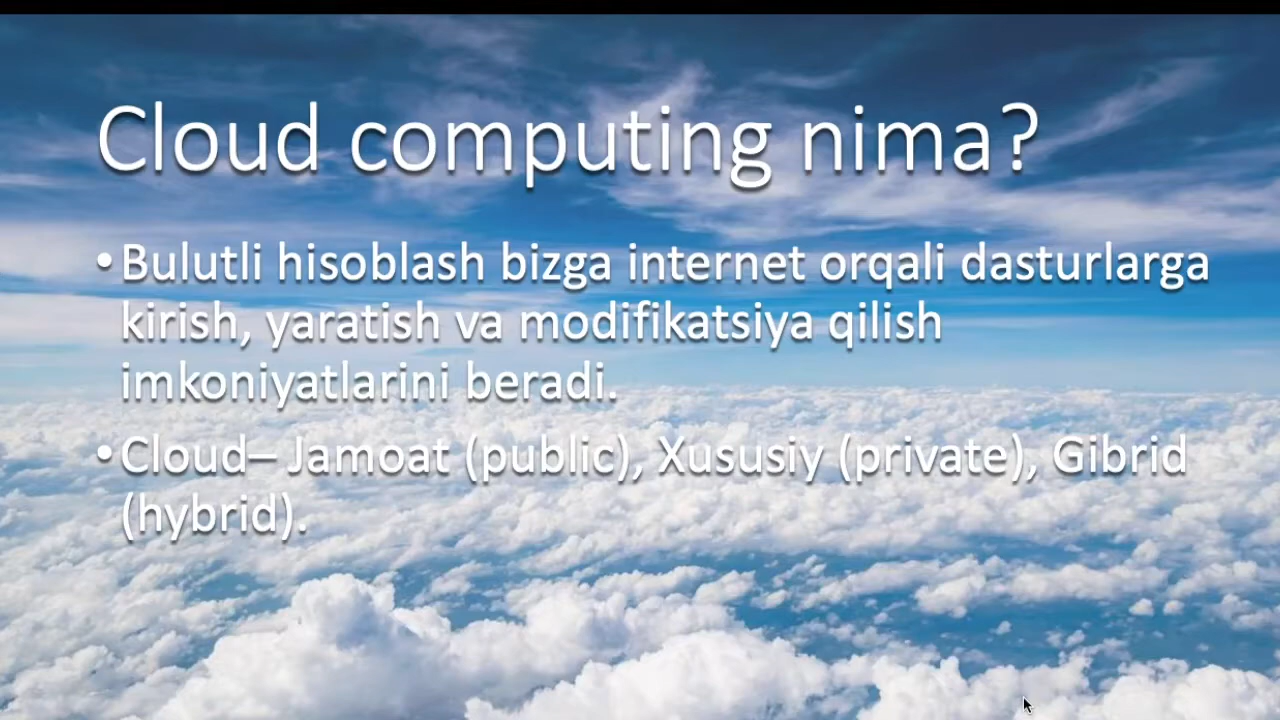 Cloud computing nima?
• Bulutli hisoblash bizga internet orqali dasturlarga
kirish, yaratish va modifikatsiya qilish
imkoniyatlarini beradi.
• Cloud– Jamoat (public), Xususiy (private), Gibrid
(hybrid).